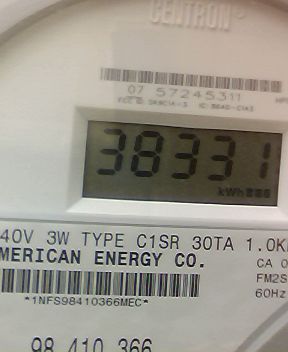 CENTRON®
07 57245311
38331
kWh
40V 3W TYPE C1SR 30TA 1.0K
MERICAN ENERGY CO.
CA 0
FM2S
60Hz
*1NFS98410366MEC*
98 410 366